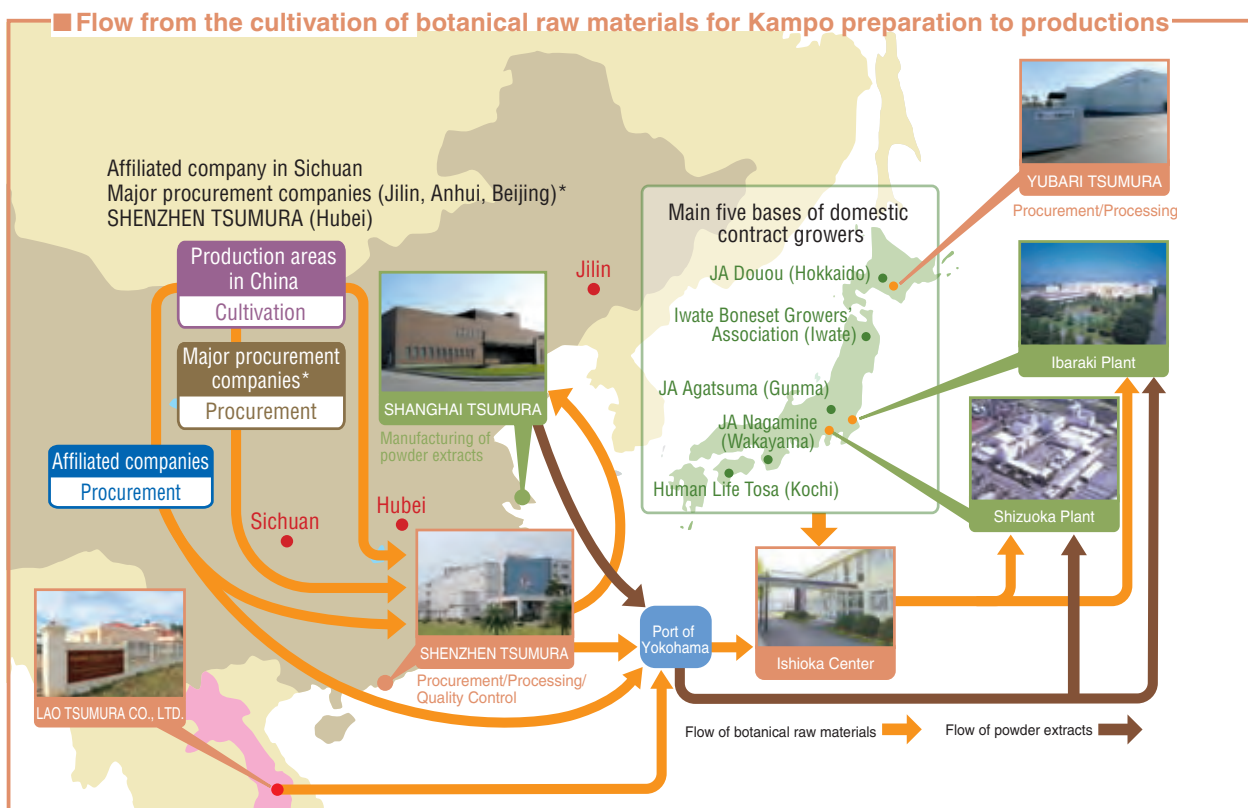 Flow from the cultivation of botanical raw materials for Kampo preparation to productions
Affiliated company in Sichuan
Major procurement companies (Jilin, Anhui, Beijing)*
SHENZHEN TSUMURA (Hubei)
Production areas
in China
Cultivation
Major procurement
companies*
Procurement
Affiliated companies
Procurement
SHANGHAI TSUMURA
Manufacturing of
powder extracts
Jilin
Hubei
Sichuan
LAO TSUMURA CO., LTD.
SHENZHEN TSUMURA
Procurement/Processing/
Quality Control
Main five bases of domestic
contract growers
JA Douou (Hokkaido)
Iwate Boneset Growers'
Association (Iwate)
JA Agatsuma (Gunma)
JA Nagamine
(Wakayama)
Human Life Tosa (Kochi)
YUBARI TSUMURA
Procurement/Processing
Ibaraki Plant
Shizuoka Plant
Port of
Yokohama
Ishioka Center
Flow of botanical raw materials
Flow of powder extracts